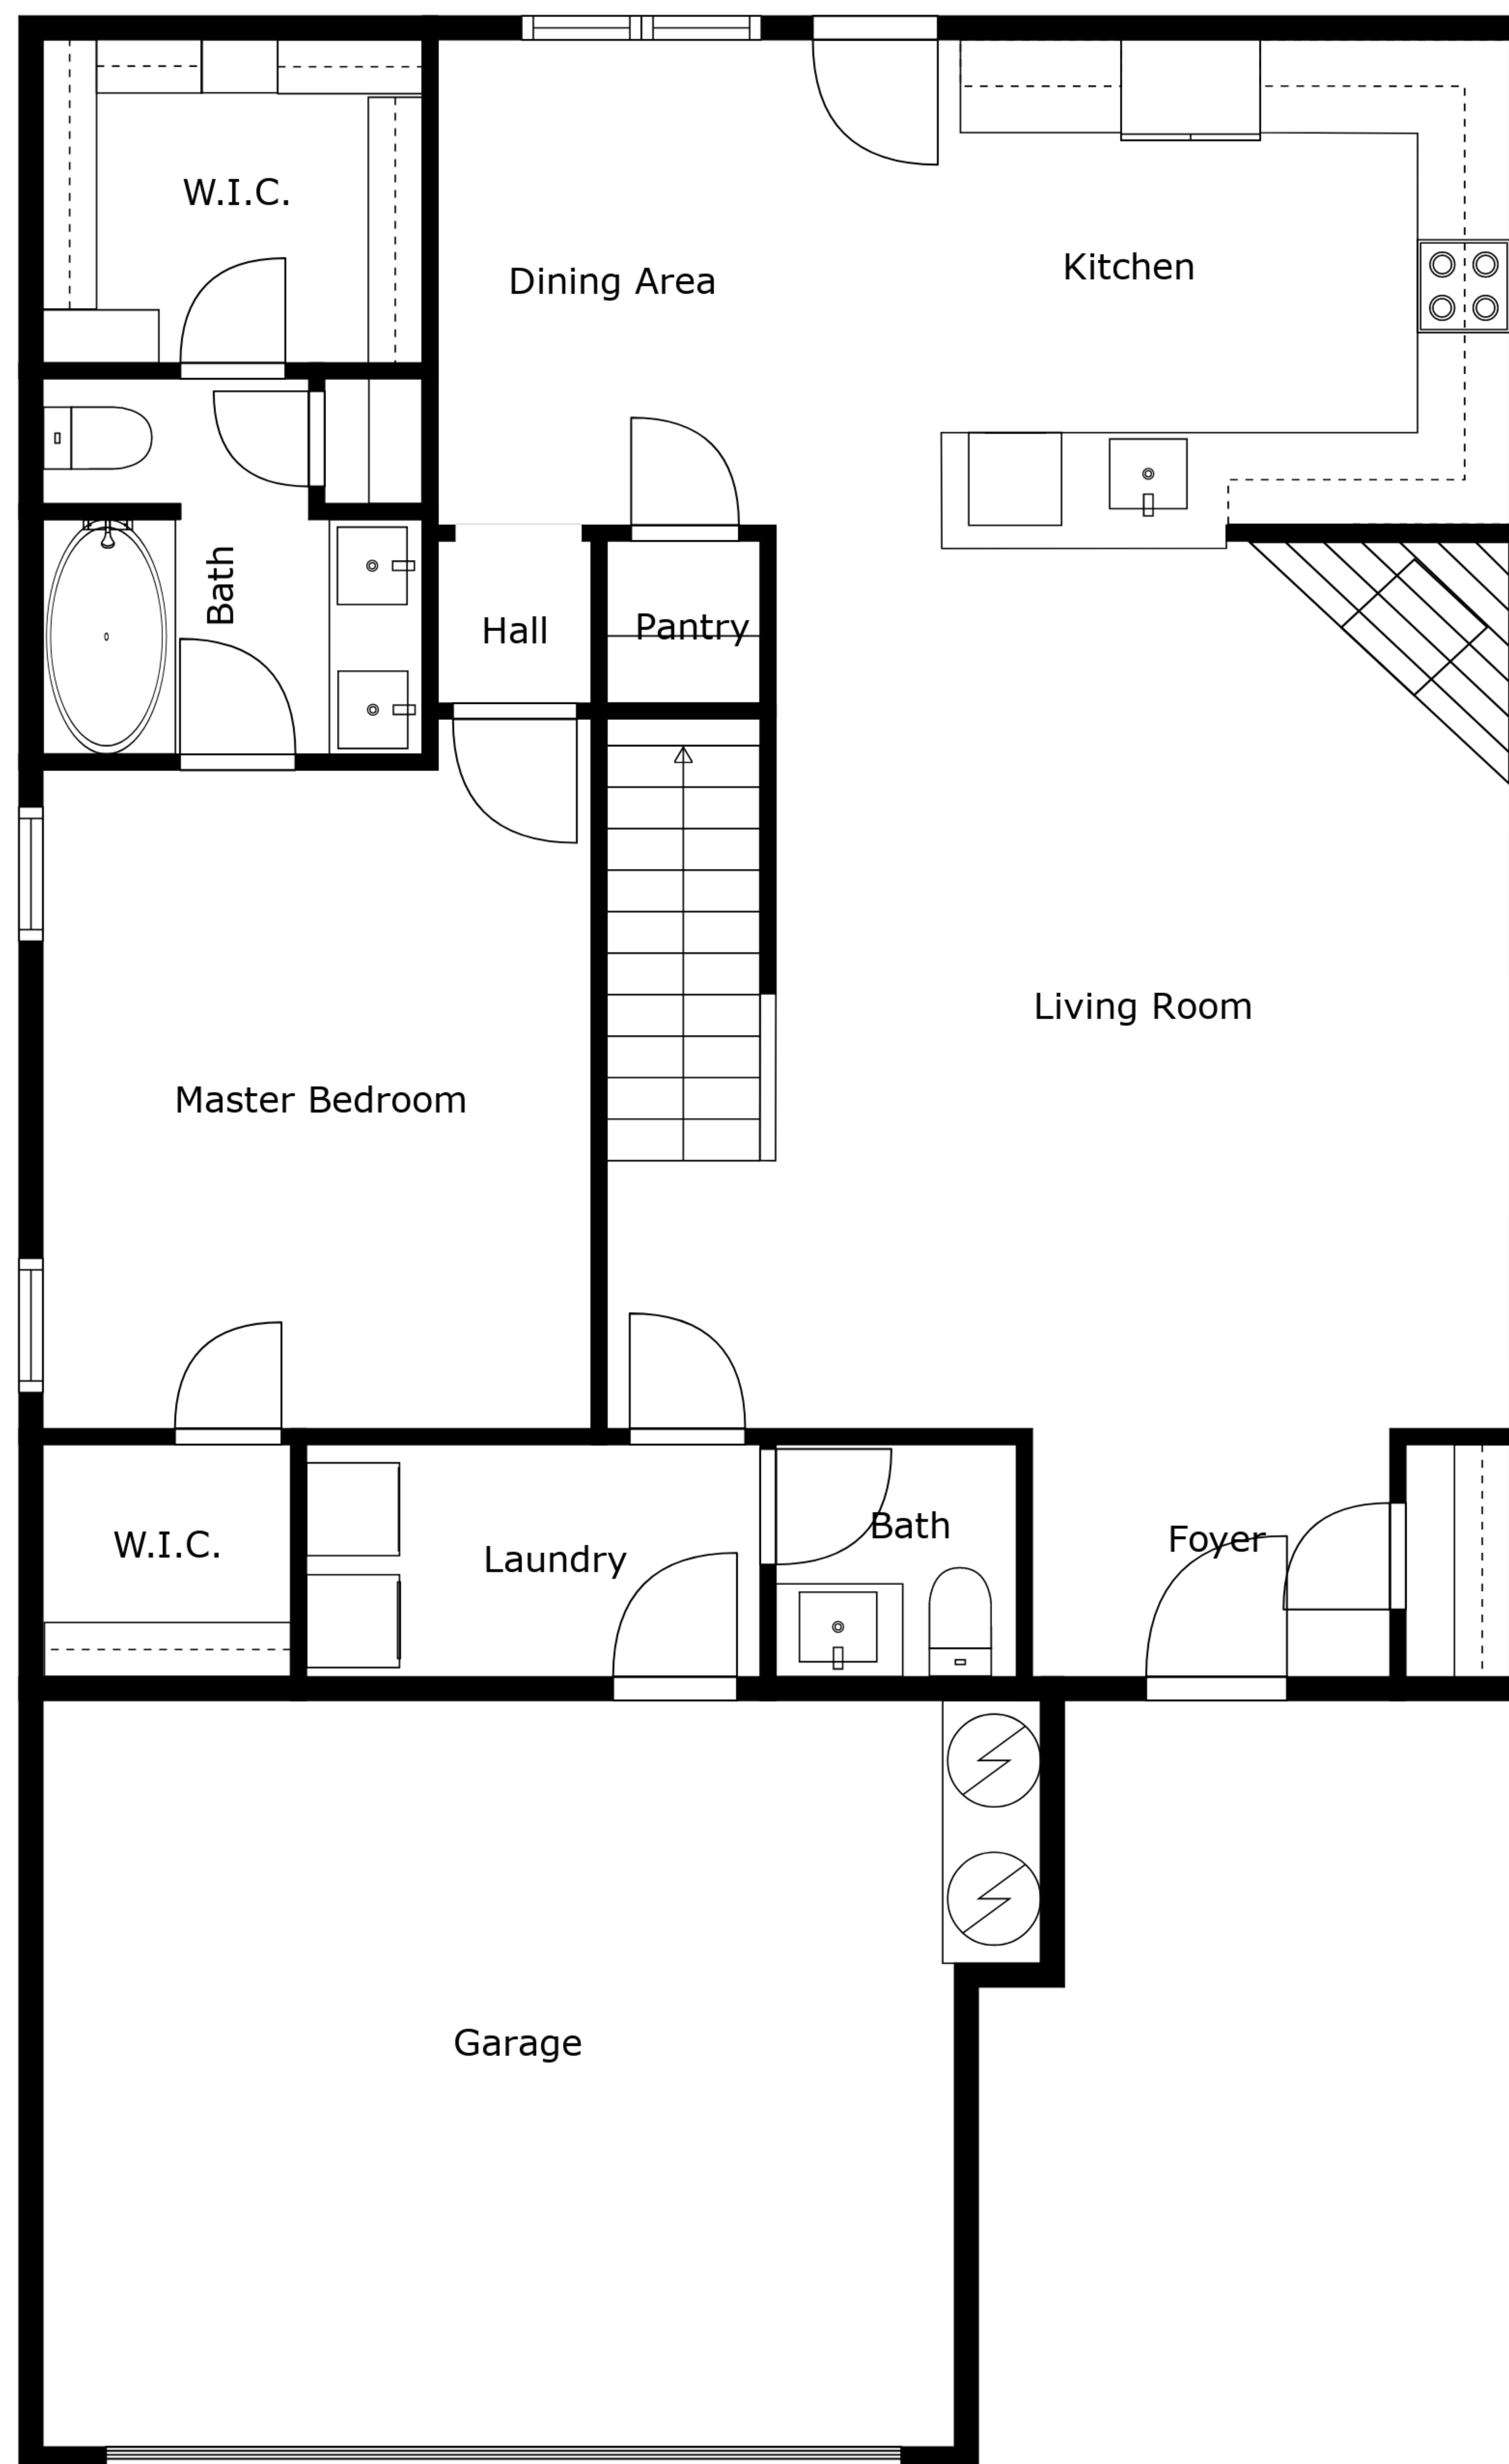 W.I.C.
Dining Area
Kitchen
Bath
Hall
Pantry
Living Room
Master Bedroom
W.I.C.
Laundry
Bath
Foyer
Garage